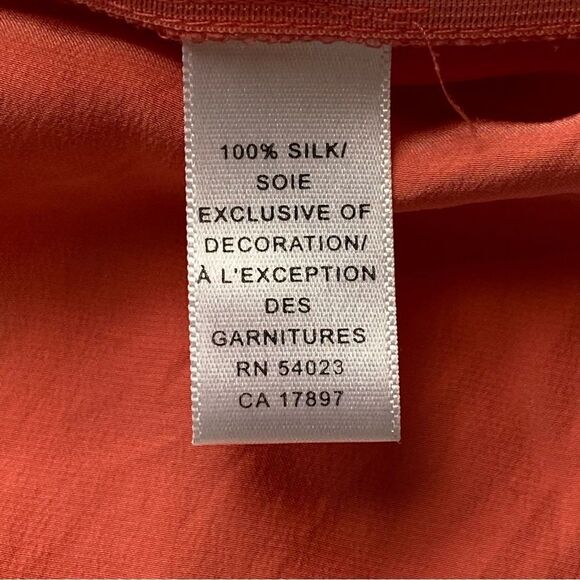 100% SILK/
SOIE
EXCLUSIVE OF
DECORATION/
À L'EXCEPTION
DES
GARNITURES
RN 54023
CA 17897